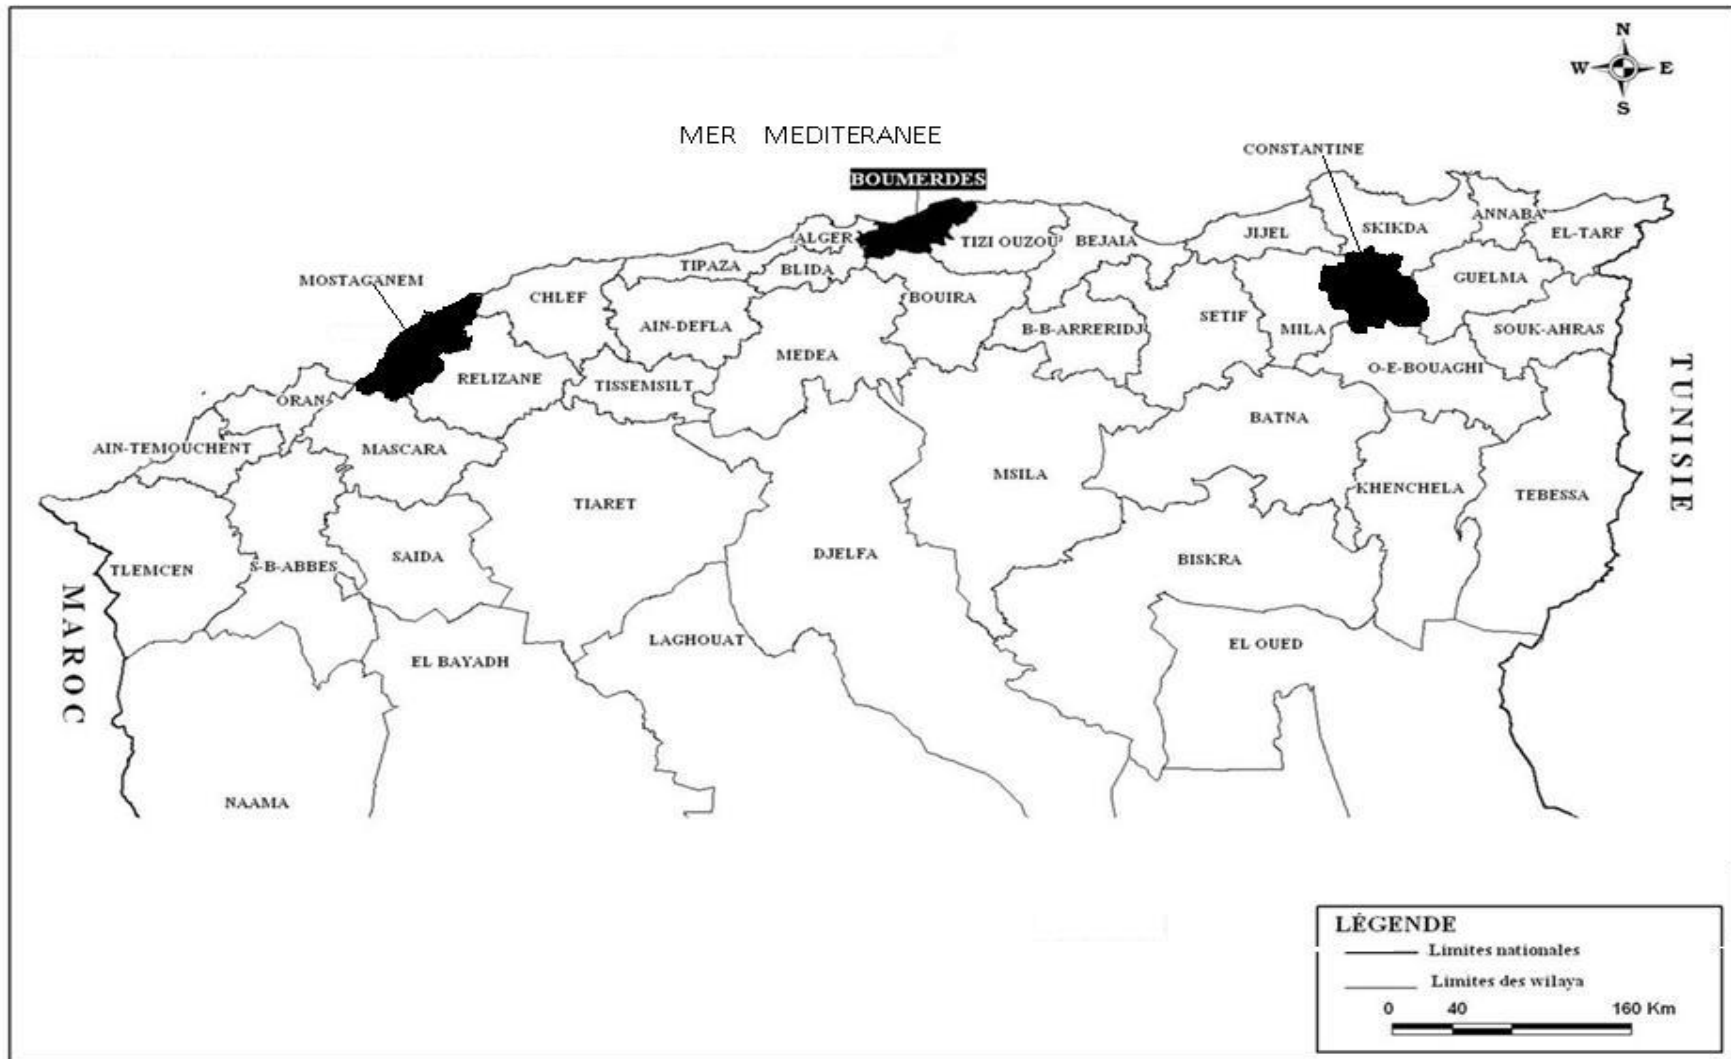 N
W E
S
MER MEDITERANEE
CONSTANTINE
BOUMERDES
ANNABA
SKIKDA
JIJEL
EL-TARF
ALGER
TIZI OUZOU
BEJAIA
TIPAZA
BLIDA
MOSTAGANEM
GUELMA
CHLEF
BOUIRA
AIN-DEFLA
B-B-ARRERIDJ
SETIF
MILA
SOUK-AHRAS
MEDEA
O-E-BOUAGHI
RELIZANE
TISSEMSILT
ORAN
BATNA
AIN-TEMOUCHENT
MASCARA
TUNISIE
MSILA
KHENCHELA
TEBESSA
TIARET
DJELFA
SAIDA
BISKRA
S-B-ABBES
TLEMCEN
MAROC
LAGHOUAT
EL OUED
EL BAYADH
NAAMA
LÉGENDE
Limites nationales
Limites des wilaya
0 40 160 Km